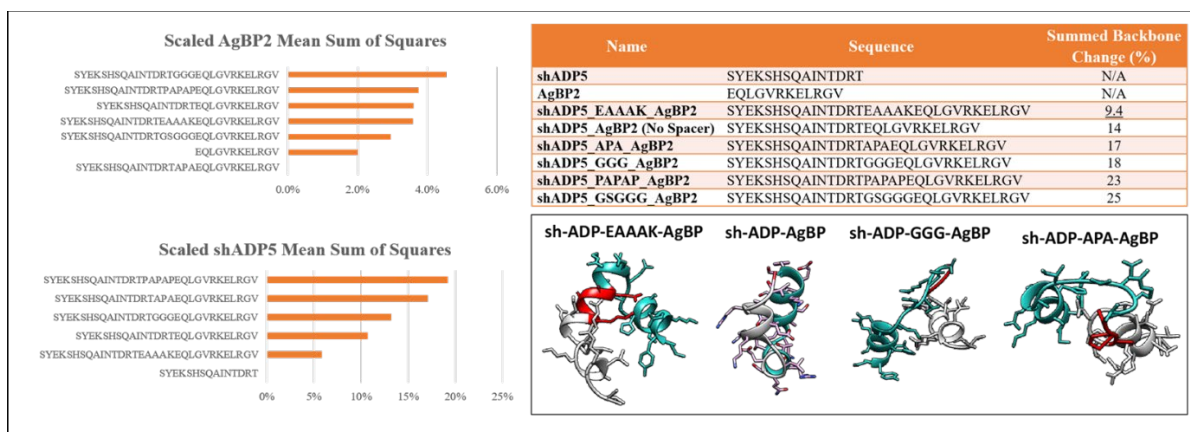 Scaled AgBP2 Mean Sum of Squares
SYEKSHSQAINTDRTGGGEQLGVRKELRGV
SYEKSHSQAINTDRTPAPAPEQLGVRKELRGV
SYEKSHSQAINTDRTEQLGVRKELRGV
SYEKSHSQAINTDRTEAAAKEQLGVRKELRGV
SYEKSHSQAINTDRTGSGGGEQLGVRKELRGV
EQLGVRKELRGV
SYEKSHSQAINTDRTAPAEQLGVRKELRGV
0.0% 2.0% 4.0% 6.0%
Scaled shADP5 Mean Sum of Squares
SYEKSHSQAINTDRTPAPAPEQLGVRKELRGV
SYEKSHSQAINTDRTAPAEQLGVRKELRGV
SYEKSHSQAINTDRTGGGEQLGVRKELRGV
SYEKSHSQAINTDRTEQLGVRKELRGV
SYEKSHSQAINTDRTEAAAKEQLGVRKELRGV
SYEKSHSQAINTDRT
0% 5% 10% 15% 20% 25%
Name Sequence Summed Backbone
Change (%)
shADP5 SYEKSHSQAINTDRT N/A
AgBP2 EQLGVRKELRGV N/A
shADP5_EAAAK_AgBP2 SYEKSHSQAINTDRTEAAAKEQLGVRKELRGV 9.4
shADP5_AgBP2 (No Spacer) SYEKSHSQAINTDRTEQLGVRKELRGV 14
shADP5_APA_AgBP2 SYEKSHSQAINTDRTAPAEQLGVRKELRGV 17
shADP5_GGG_AgBP2 SYEKSHSQAINTDRTGGGEQLGVRKELRGV 18
shADP5_PAPAP_AgBP2 SYEKSHSQAINTDRTPAPAPEQLGVRKELRGV 23
shADP5_GSGGG_AgBP2 SYEKSHSQAINTDRTGSGGGEQLGVRKELRGV 25
sh-ADP-EAAAK-AgBP sh-ADP-AgBP sh-ADP-GGG-AgBP sh-ADP-APA-AgBP